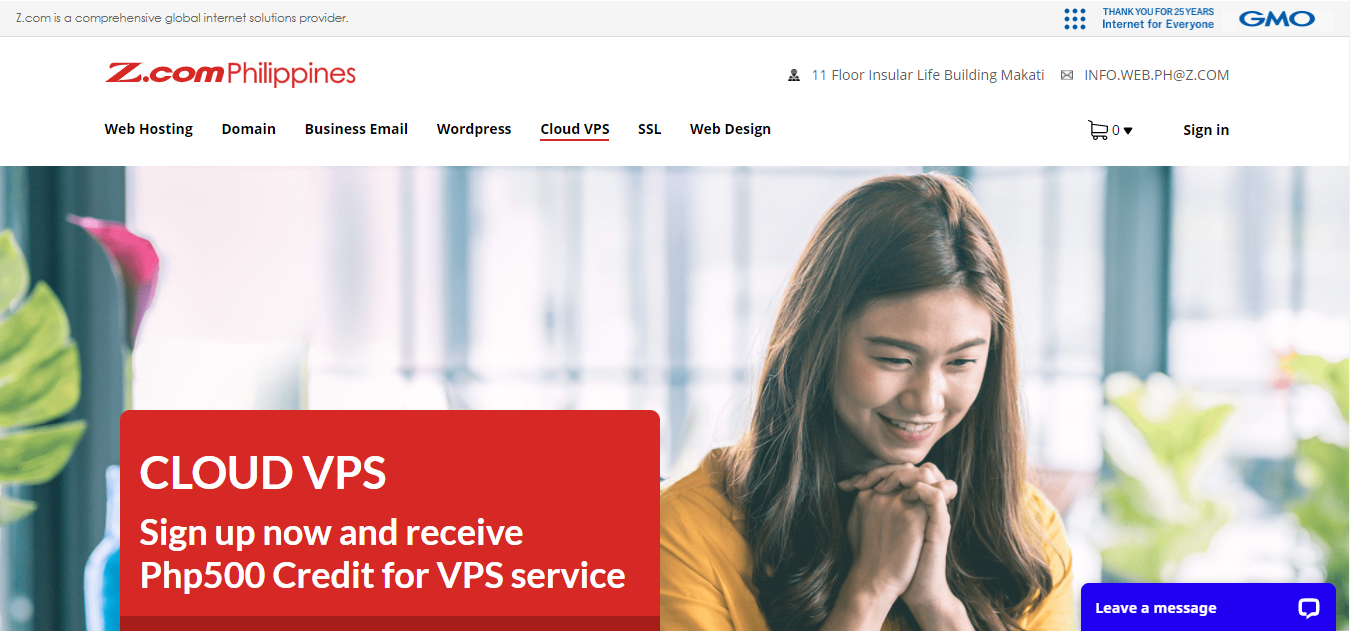 Z.com is a comprehensive global internet solutions provider.
THANK YOU FOR 25 YEARS
Internet for Everyone
GMO
Z.com Philippines
11 Floor Insular Life Building Makati
INFO.WEB.PH@Z.COM
Web Hosting
Domain
Business Email
Wordpress
Cloud VPS
SSL
Web Design
0
Sign in
CLOUD VPS
Sign up now and receive
Php500 Credit for VPS service
Leave a message